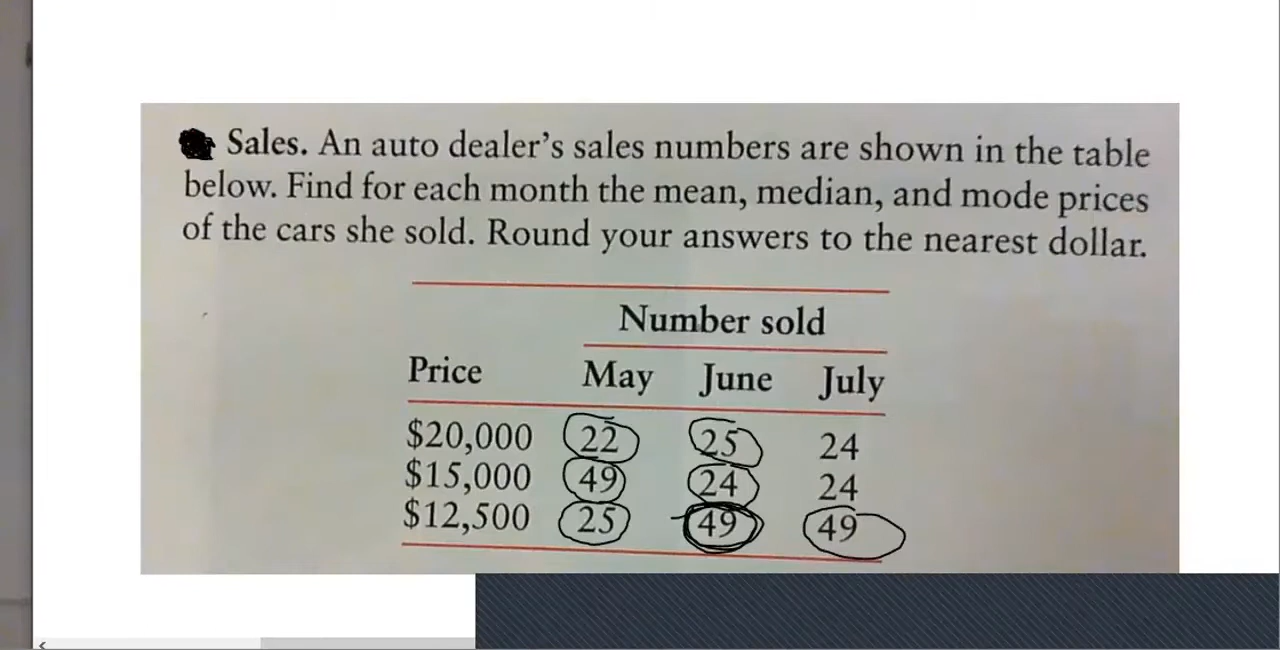 Sales. An auto dealer's sales numbers are shown in the table
below. Find for each month the mean, median, and mode prices
of the cars she sold. Round your answers to the nearest dollar.
Number sold
Price May June July
$20,000 22 25 24
$15,000 49 24 24
$12,500 25 49 49